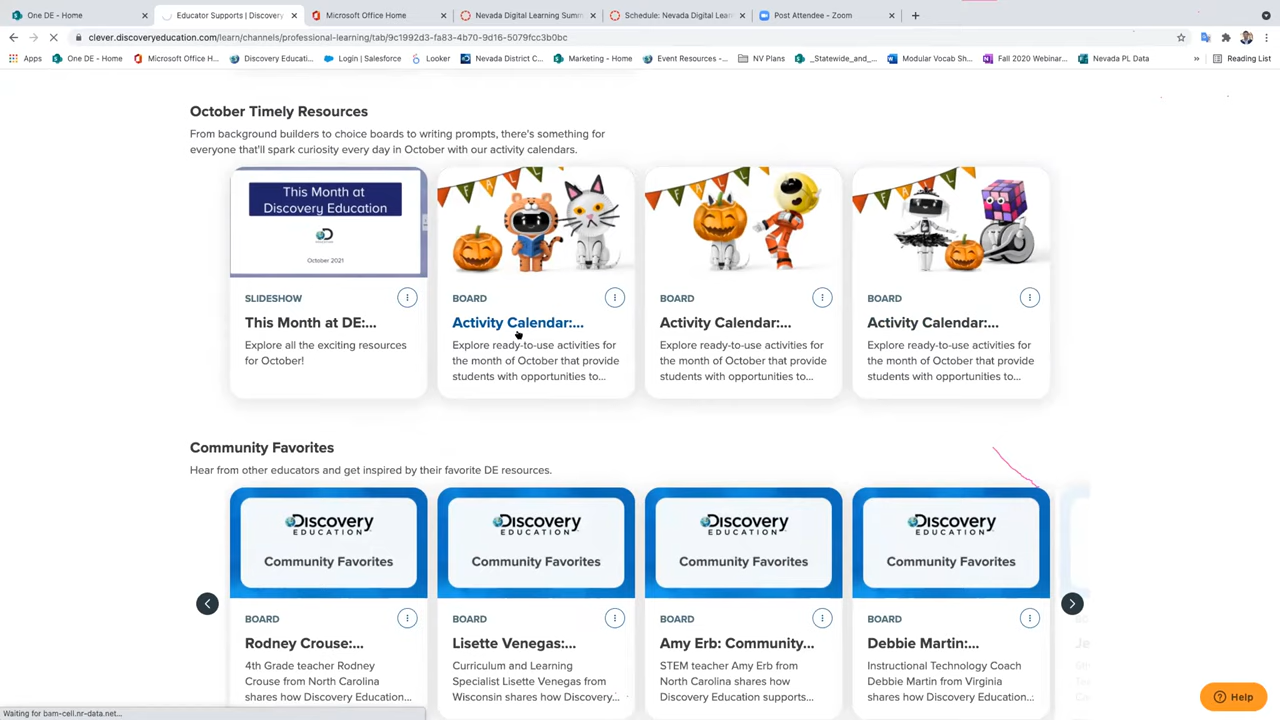 One DE - Home
Educator Supports | Discovery
Microsoft Office Home
Nevada Digital Learning Summ
Schedule: Nevada Digital Lea
Post Attendee - Zoom
clever.discoveryeducation.com/learn/channels/professional-learning/tab/9c1992d3-fa83-4b70-9d16-5079fcc3b0bc
Apps
One DE - Home
Microsoft Office H...
Discovery Educati...
Login | Salesforce
Looker
Nevada District C...
Marketing - Home
Event Resources -...
NV Plans
_Statewide_and_...
Modular Vocab Sh...
Fall 2020 Webinar...
Nevada PL Data
»
Reading List
October Timely Resources
From background builders to choice boards to writing prompts, there's something for
everyone that'll spark curiosity every day in October with our activity calendars.
This Month at
Discovery Education
October 2021
FALL
FALL
FALL
SLIDESHOW
BOARD
BOARD
BOARD
This Month at DE:...
Activity Calendar:...
Activity Calendar:...
Activity Calendar:...
Explore all the exciting resources
for October!
Explore ready-to-use activities for
the month of October that provide
students with opportunities to...
Explore ready-to-use activities for
the month of October that provide
students with opportunities to...
Explore ready-to-use activities for
the month of October that provide
students with opportunities to...
Community Favorites
Hear from other educators and get inspired by their favorite DE resources.
Discovery
EDUCATION
Community Favorites
Discovery
EDUCATION
Community Favorites
Discovery
EDUCATION
Community Favorites
Discovery
EDUCATION
Community Favorites
BOARD
BOARD
BOARD
BOARD
Rodney Crouse:...
Lisette Venegas:...
Amy Erb: Community...
Debbie Martin:...
4th Grade teacher Rodney
Crouse from North Carolina
shares how Discovery Education...
Curriculum and Learning
Specialist Lisette Venegas from
Wisconsin shares how Discovery...
STEM teacher Amy Erb from
North Carolina shares how
Discovery Education supports...
Instructional Technology Coach
Debbie Martin from Virginia
shares how Discovery Education...
Help
Waiting for bam-cell.nr-data.net...